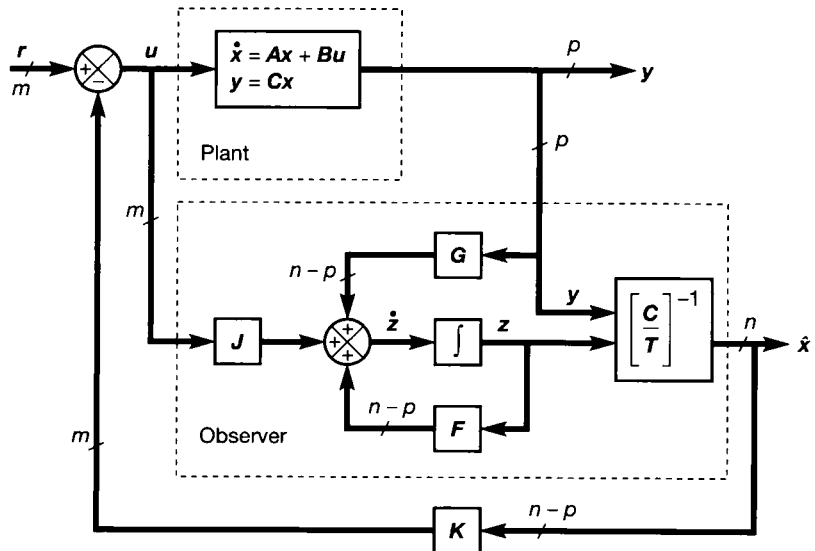 r
m
+
−
u
ẋ = Ax + Bu
y = Cx
Plant
p
y
p
m
n − p
G
J
+
+
+
ż
∫
z
y
[C/T]⁻¹
n
x̂
n − p
F
Observer
m
K
n − p